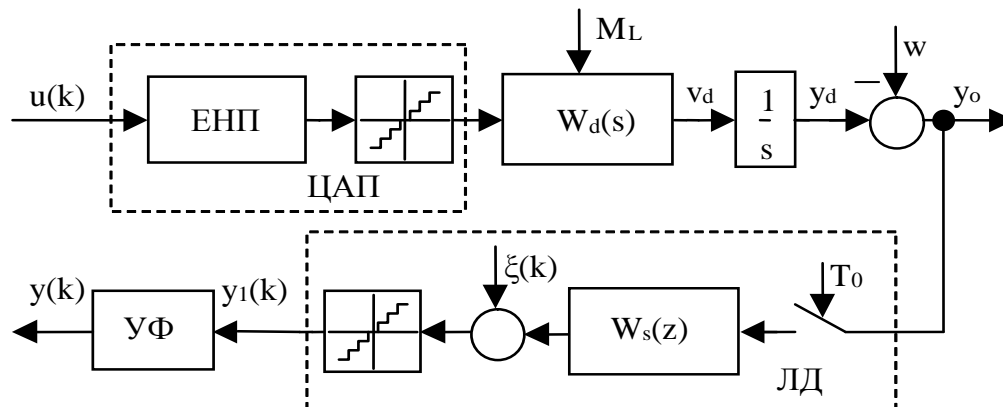 M_L
w
u(k)
ЕНП
W_d(s)
v_d
1
s
y_d
−
y_o
ЦАП
y(k)
УФ
y_1(k)
ξ(k)
W_s(z)
T_0
ЛД